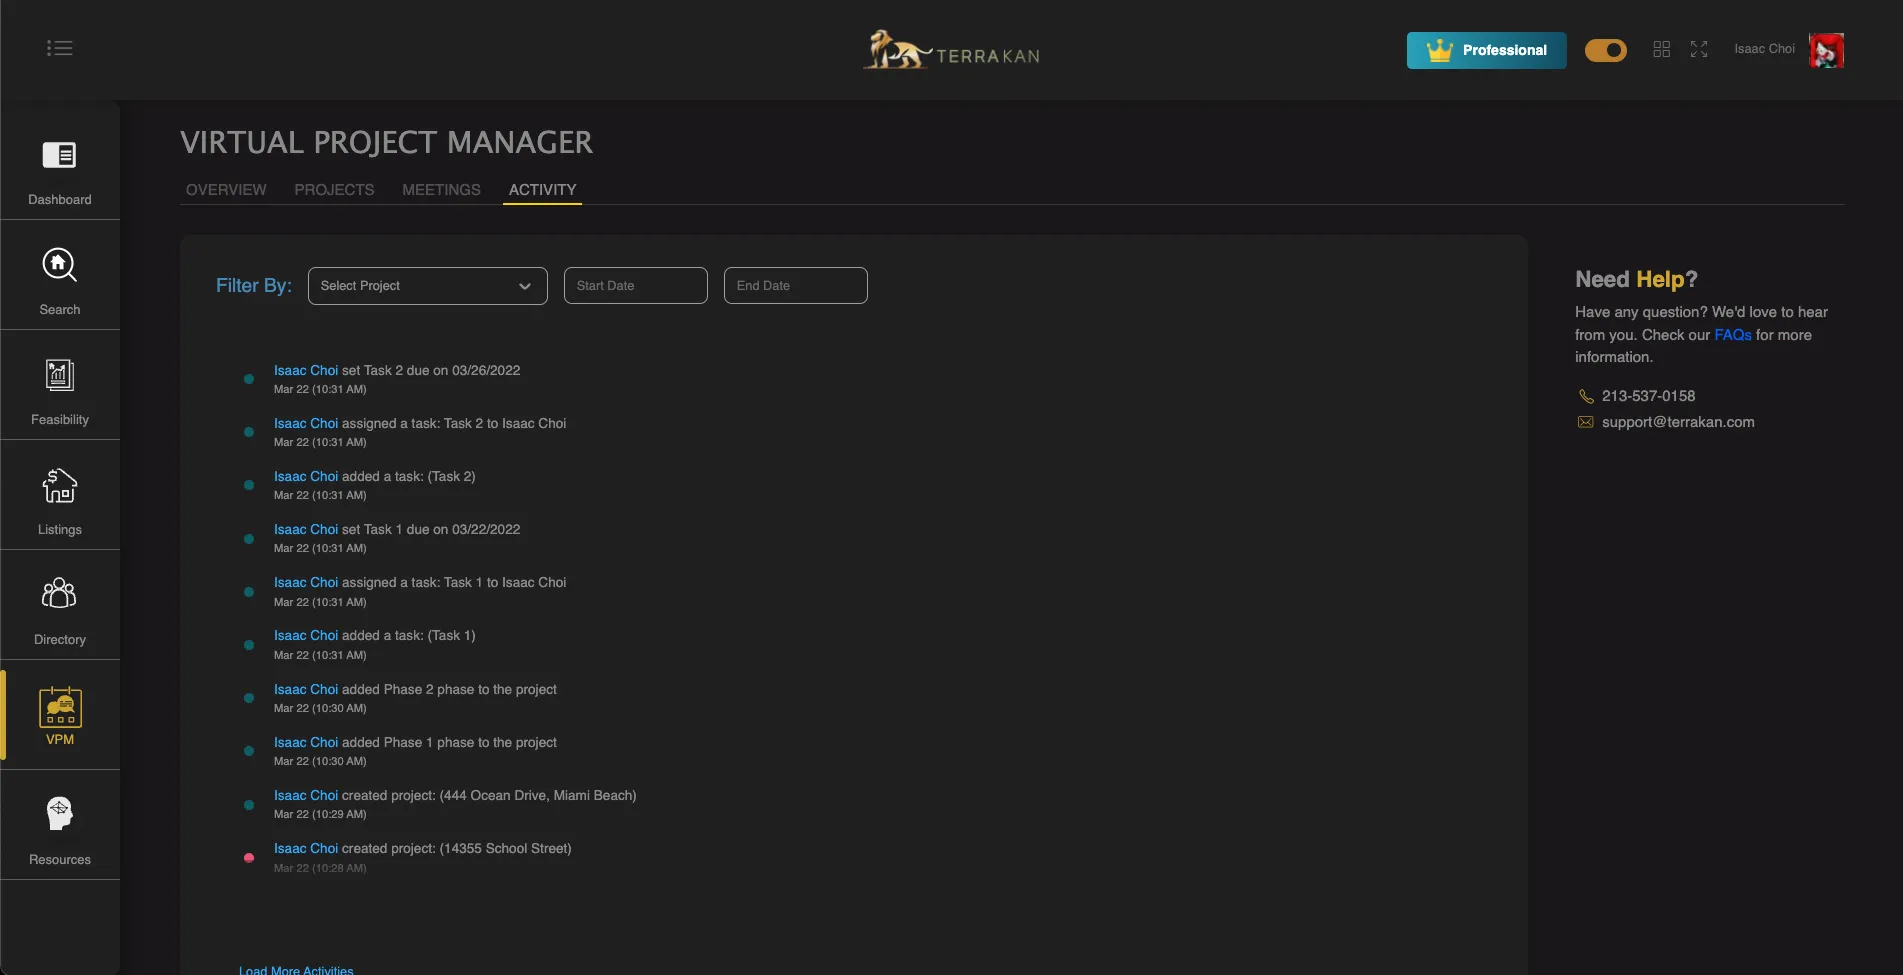 TERRAKAN
Professional
Isaac Choi
Dashboard
Search
Feasibility
Listings
Directory
VPM
Resources
VIRTUAL PROJECT MANAGER
OVERVIEW PROJECTS MEETINGS ACTIVITY
Filter By: Select Project Start Date End Date
Isaac Choi set Task 2 due on 03/26/2022
Mar 22 (10:31 AM)
Isaac Choi assigned a task: Task 2 to Isaac Choi
Mar 22 (10:31 AM)
Isaac Choi added a task: (Task 2)
Mar 22 (10:31 AM)
Isaac Choi set Task 1 due on 03/22/2022
Mar 22 (10:31 AM)
Isaac Choi assigned a task: Task 1 to Isaac Choi
Mar 22 (10:31 AM)
Isaac Choi added a task: (Task 1)
Mar 22 (10:31 AM)
Isaac Choi added Phase 2 phase to the project
Mar 22 (10:30 AM)
Isaac Choi added Phase 1 phase to the project
Mar 22 (10:30 AM)
Isaac Choi created project: (444 Ocean Drive, Miami Beach)
Mar 22 (10:29 AM)
Isaac Choi created project: (14355 School Street)
Mar 22 (10:28 AM)
Load More Activities
Need Help?
Have any question? We'd love to hear
from you. Check our FAQs for more
information.
213-537-0158
support@terrakan.com